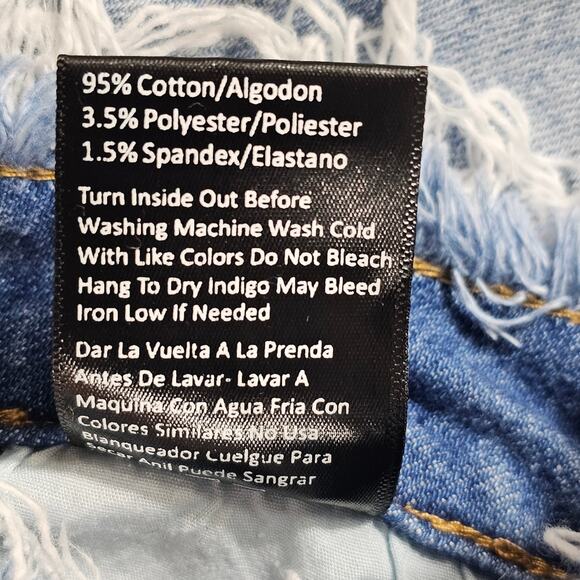 95% Cotton/Algodon
3.5% Polyester/Poliester
1.5% Spandex/Elastano
Turn Inside Out Before
Washing Machine Wash Cold
With Like Colors Do Not Bleach
Hang To Dry Indigo May Bleed
Iron Low If Needed
Dar La Vuelta A La Prenda
Antes De Lavar- Lavar A
Maquina Con Agua Fria Con
Colores Similares No Usa
Blanqueador Cuelgue Para
Secar Anil Puede Sangrar